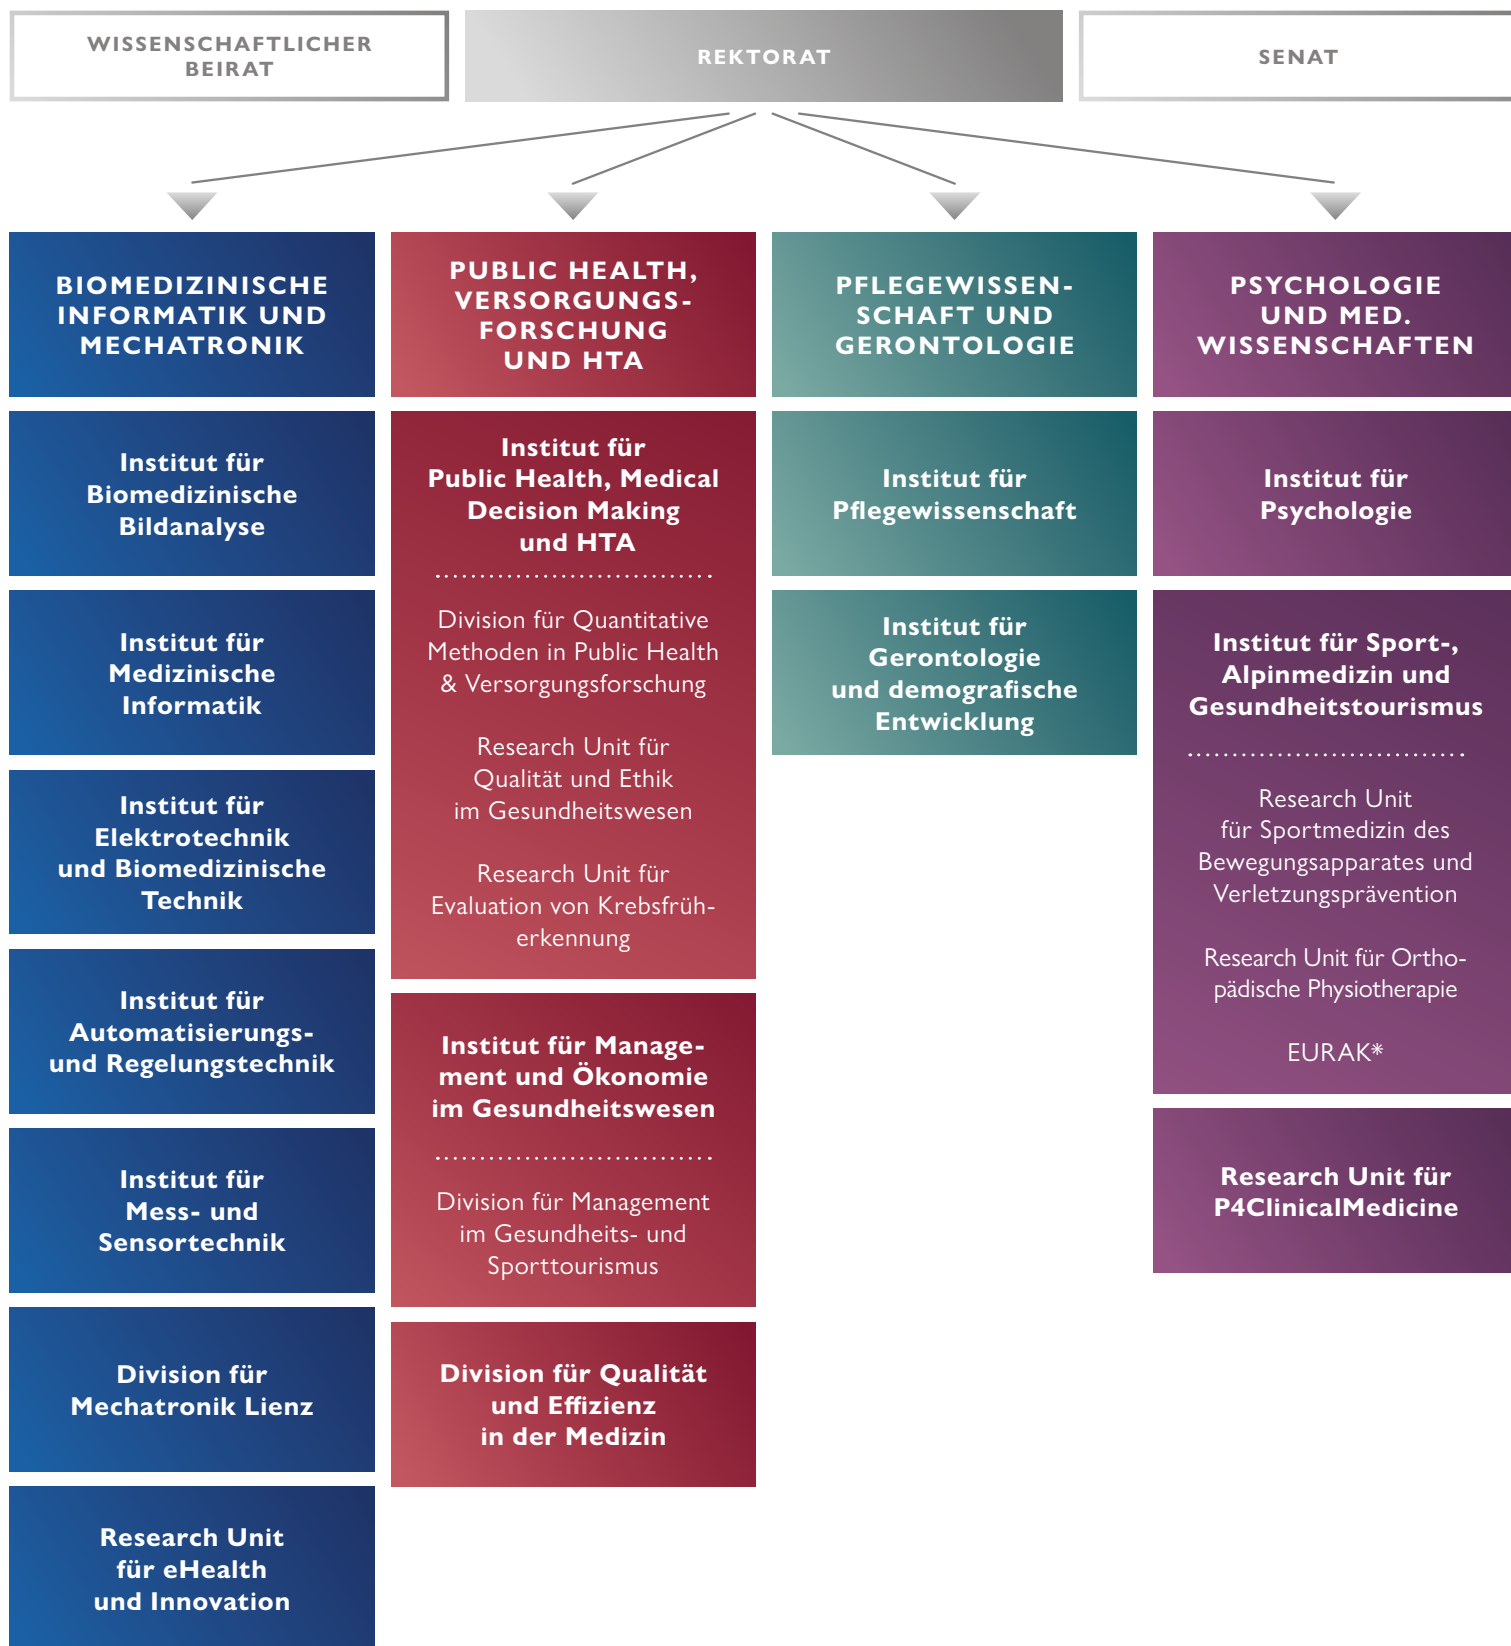 WISSENSCHAFTLICHER
BEIRAT
REKTORAT
SENAT
BIOMEDIZINISCHE
INFORMATIK UND
MECHATRONIK
Institut für
Biomedizinische
Bildanalyse
Institut für
Medizinische
Informatik
Institut für
Elektrotechnik
und Biomedizinische
Technik
Institut für
Automatisierungs-
und Regelungstechnik
Institut für
Mess- und
Sensortechnik
Division für
Mechatronik Lienz
Research Unit
für eHealth
und Innovation
PUBLIC HEALTH,
VERSORGUNGS-
FORSCHUNG
UND HTA
Institut für
Public Health, Medical
Decision Making
und HTA
Division für Quantitative
Methoden in Public Health
& Versorgungsforschung
Research Unit für
Qualität und Ethik
im Gesundheitswesen
Research Unit für
Evaluation von Krebsfrüh-
erkennung
Institut für Manage-
ment und Ökonomie
im Gesundheitswesen
Division für Management
im Gesundheits- und
Sporttourismus
Division für Qualität
und Effizienz
in der Medizin
PFLEGEWISSEN-
SCHAFT UND
GERONTOLOGIE
Institut für
Pflegewissenschaft
Institut für
Gerontologie
und demografische
Entwicklung
PSYCHOLOGIE
UND MED.
WISSENSCHAFTEN
Institut für
Psychologie
Institut für Sport-,
Alpinmedizin und
Gesundheitstourismus
Research Unit
für Sportmedizin des
Bewegungsapparates und
Verletzungsprävention
Research Unit für Ortho-
pädische Physiotherapie
EURAK*
Research Unit für
P4ClinicalMedicine